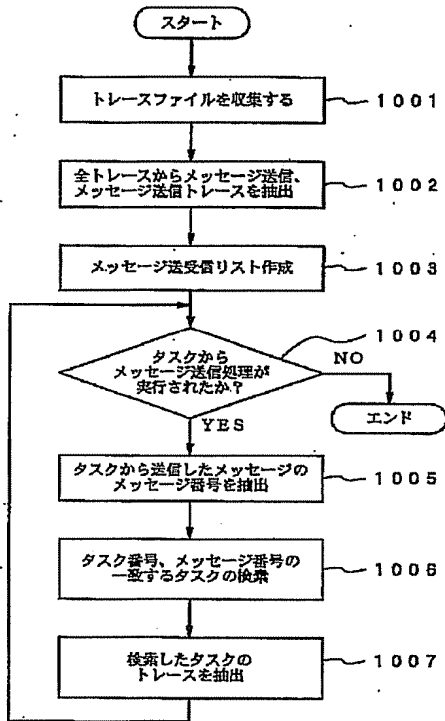 スタート
トレースファイルを収集する
1001
全トレースからメッセージ送信、
メッセージ送信トレースを抽出
1002
メッセージ送受信リスト作成
1003
1004
タスクから
メッセージ送信処理が
実行されたか?
NO
エンド
YES
タスクから送信したメッセージの
メッセージ番号を抽出
1005
タスク番号、メッセージ番号の
一致するタスクの検索
1006
検索したタスクの
トレースを抽出
1007